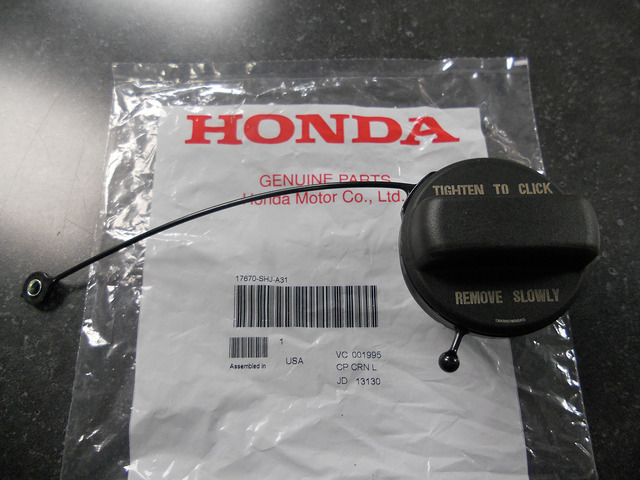 HONDA
GENUINE PARTS
Honda Motor Co., Ltd.
TIGHTEN TO CLICK
REMOVE SLOWLY
17670-SHJ-A31
1
Assembled in USA
VC 001995
CP CRN L
JD 13130